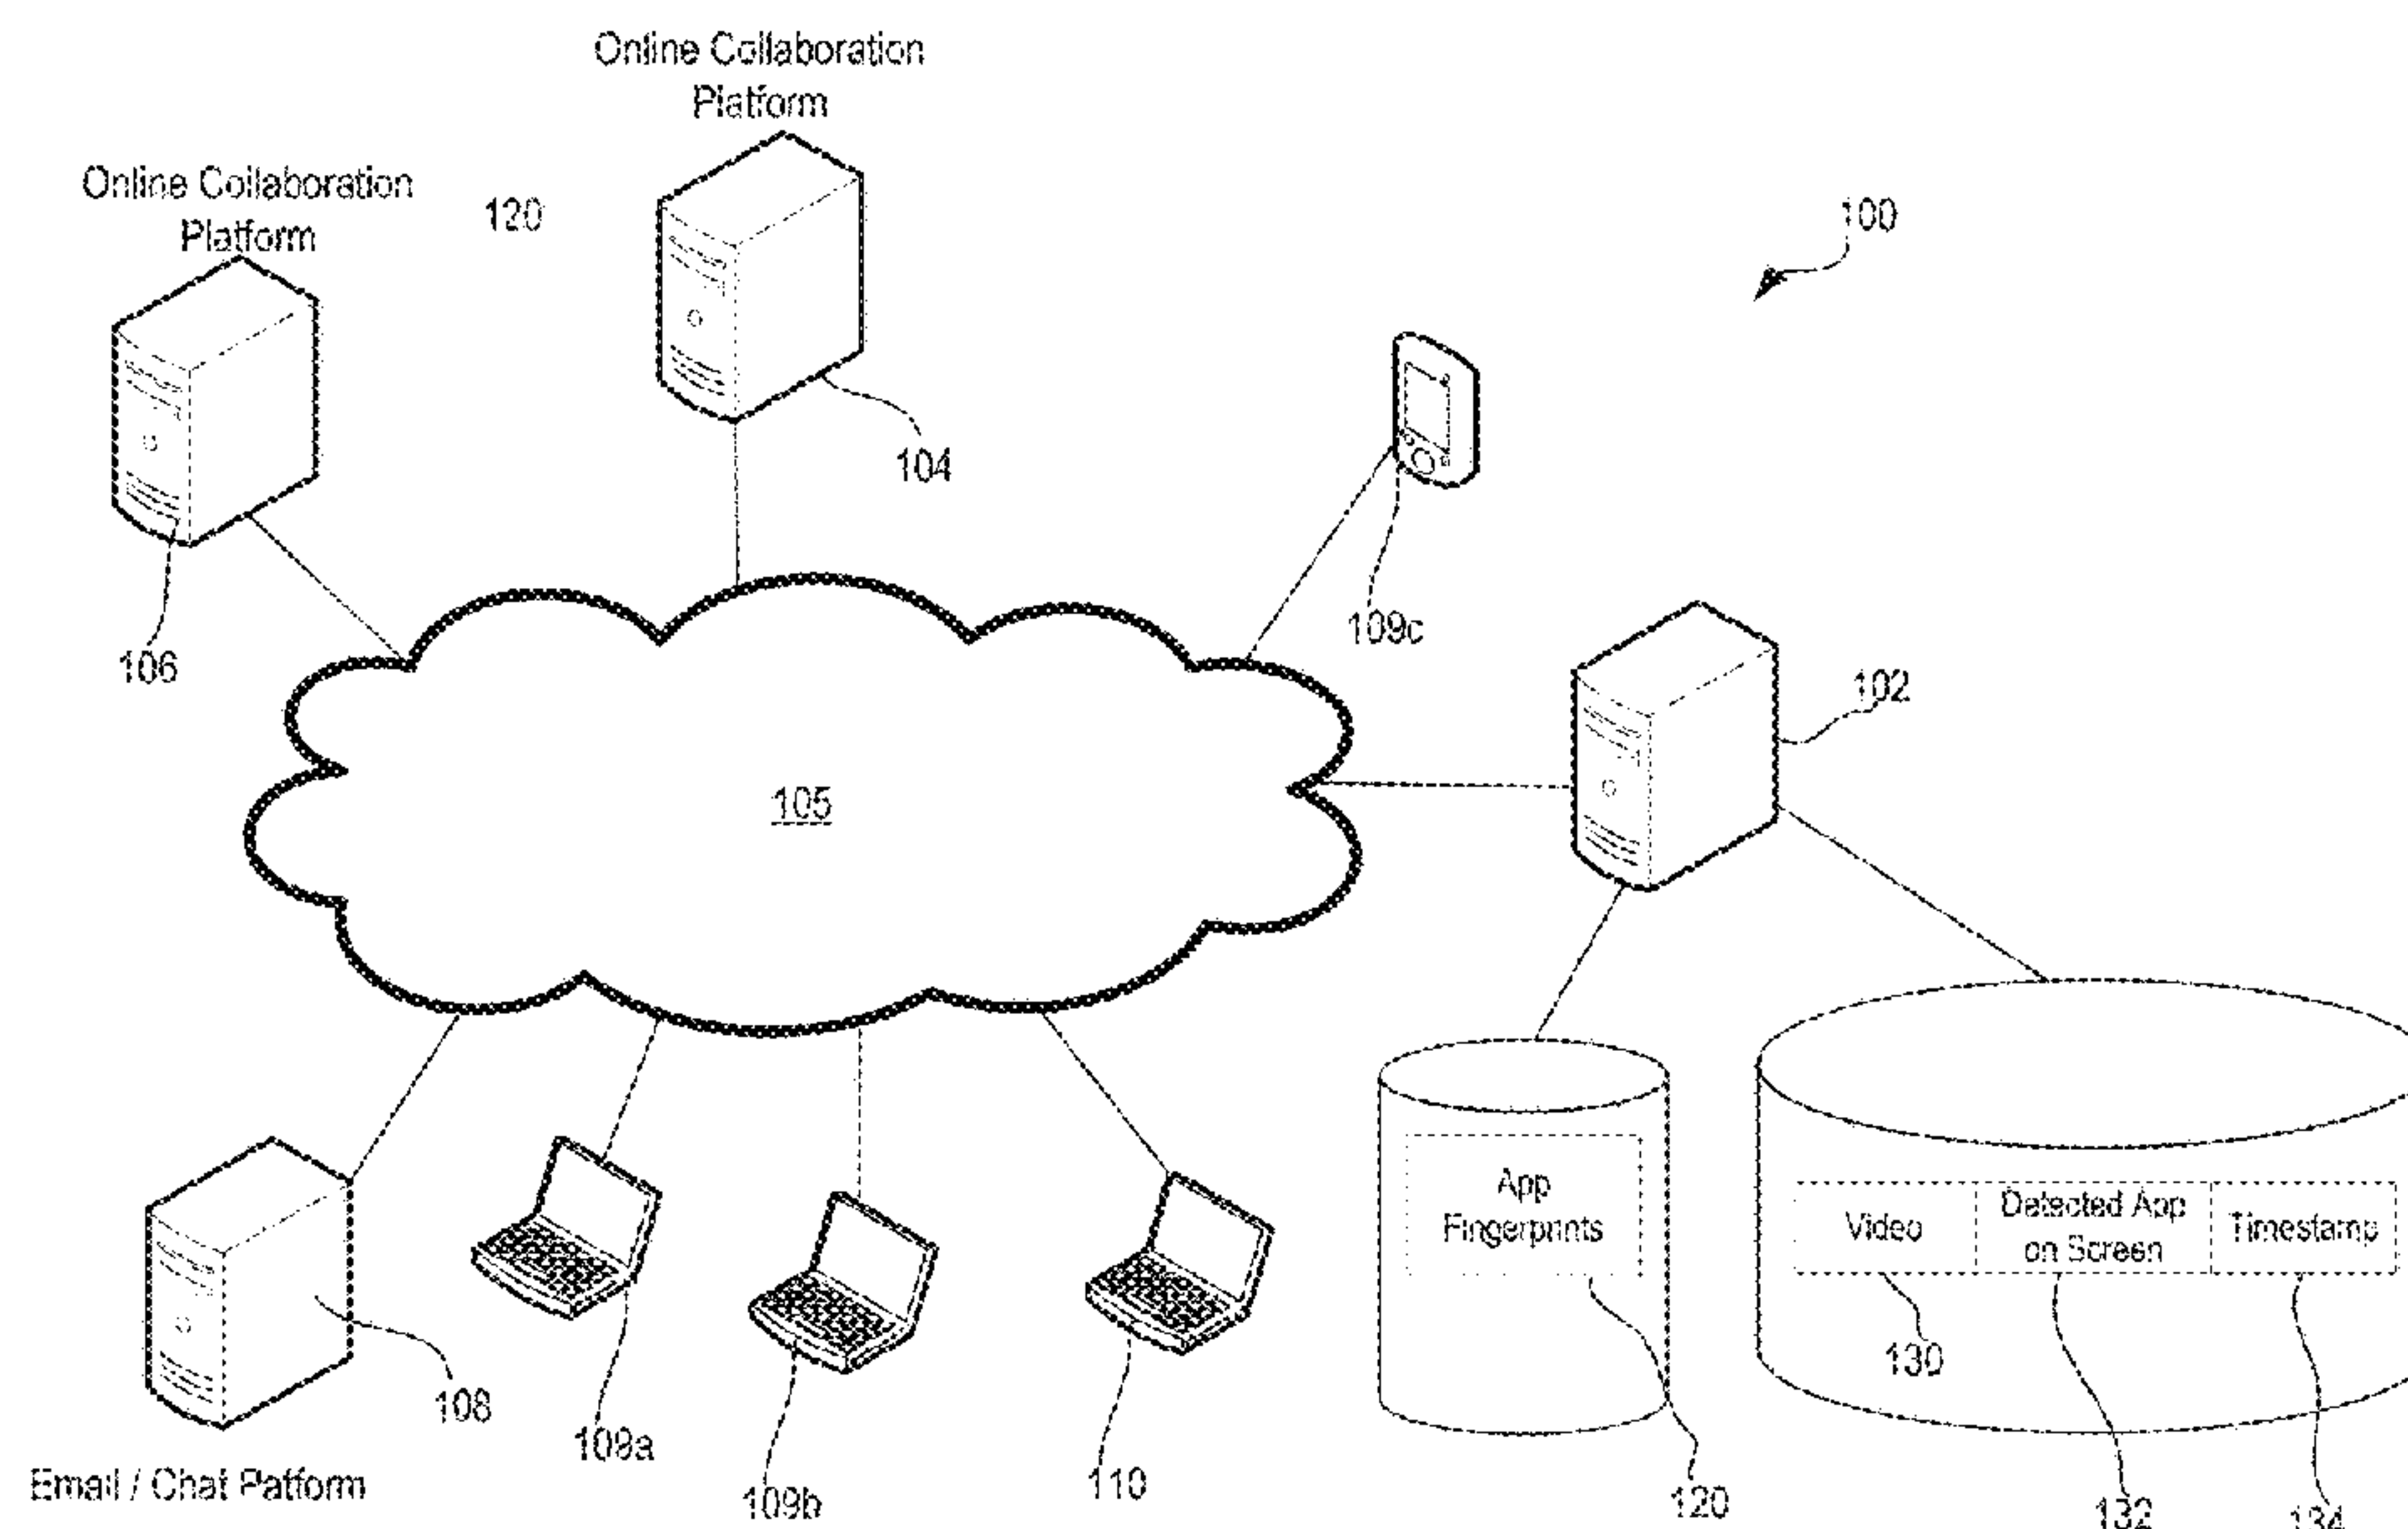 Online Collaboration
Platform
Online Collaboration
Platform
120
100
104
106
109c
102
105
App
Fingerprints
Video
Detected App
on Screen
Timestamp
130
108
109a
109b
110
120
132
134
Email / Chat Patform